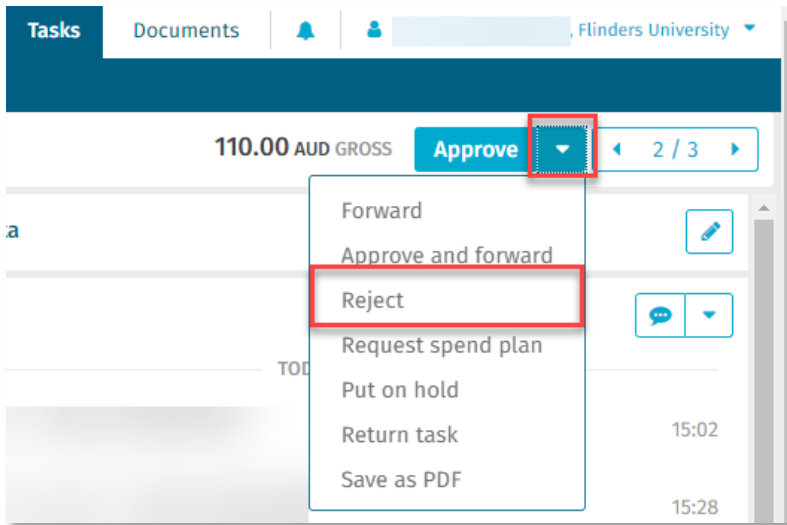 Tasks Documents , Flinders University
110.00 AUD GROSS Approve 2 / 3
Forward
Approve and forward
Reject
Request spend plan
Put on hold
Return task
Save as PDF
15:02
15:28